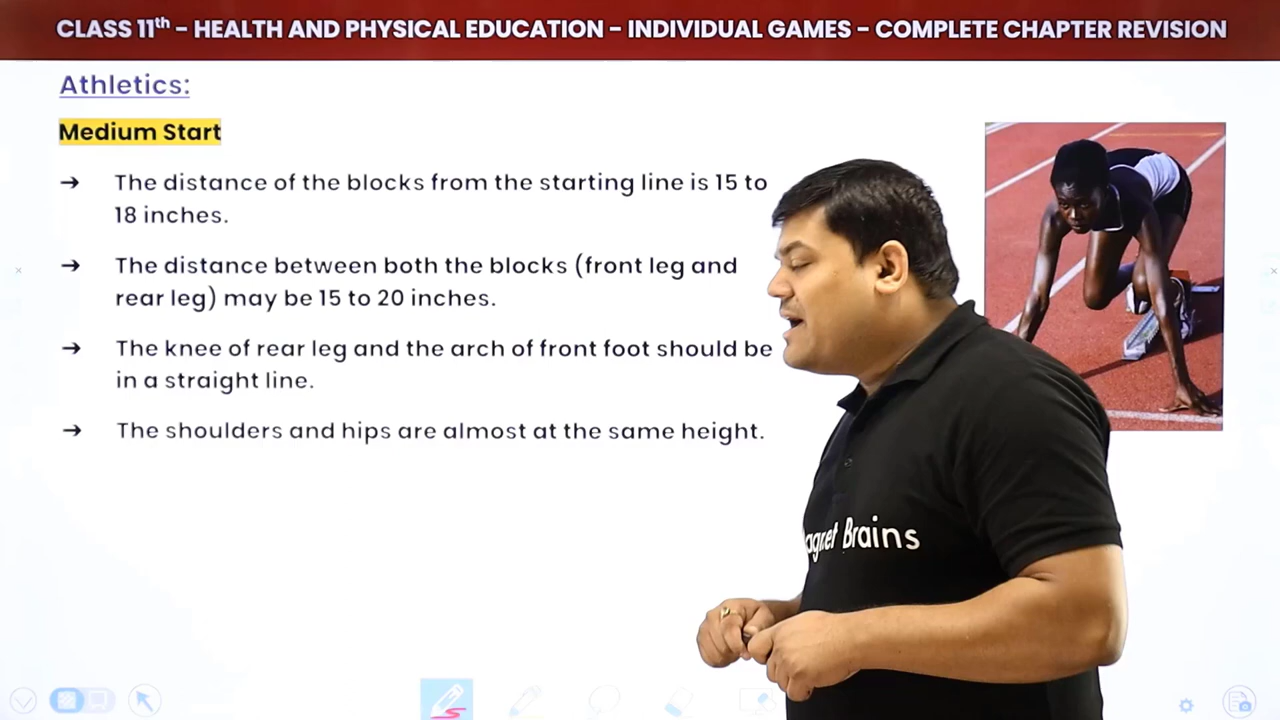 CLASS 11th - HEALTH AND PHYSICAL EDUCATION - INDIVIDUAL GAMES - COMPLETE CHAPTER REVISION
Athletics:
Medium Start
➔ The distance of the blocks from the starting line is 15 to
18 inches.
➔ The distance between both the blocks (front leg and
rear leg) may be 15 to 20 inches.
➔ The knee of rear leg and the arch of front foot should be
in a straight line.
➔ The shoulders and hips are almost at the same height.
agnet Brains